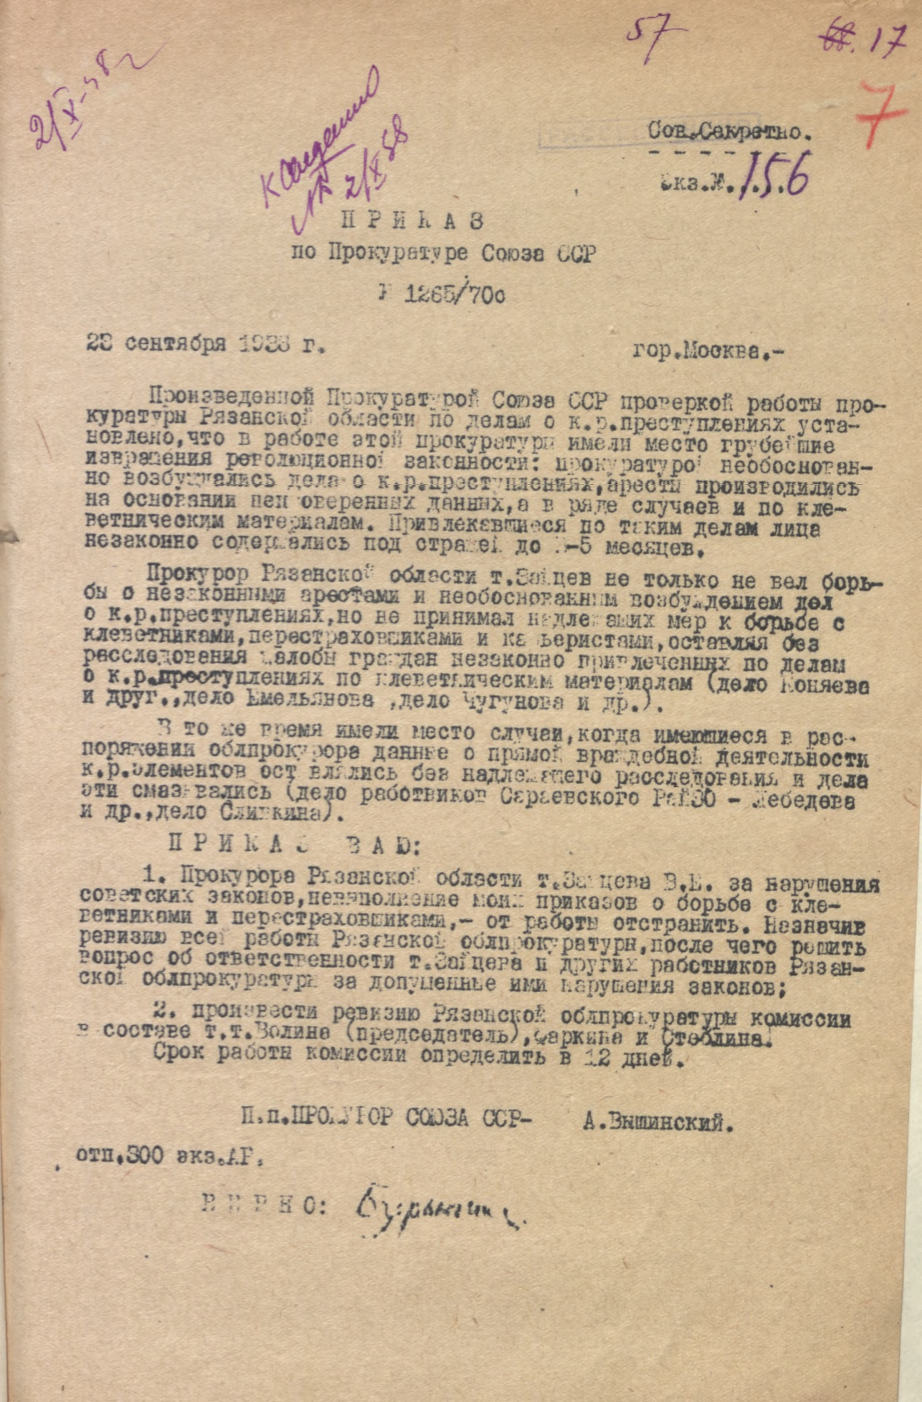 57
68. 17
7
2/X-38г
К сведению
2/X 38
Сов.Секретно.
Экз.№.156
ПРИКАЗ
по Прокуратуре Союза ССР
№ 1265/70с
23 сентября 1938 г. гор.Москва.-
Произведенной Прокуратурой Союза ССР проверкой работы про-
куратуры Рязанской области по делам о к.р.преступлениях уста-
новлено,что в работе этой прокуратуры имели место грубейшие
извращения революционной законности: прокуратурой необоснован-
но возбуждались дела о к.р.преступлениях,аресты производились
на основании непроверенных данных,а в ряде случаев и по кле-
ветническим материалам. Привлекавшиеся по таким делам лица
незаконно содержались под стражей до -5 месяцев.
Прокурор Рязанской области т.Зайцев не только не вел борь-
бы с незаконными арестами и необоснованным возбуждением дел
о к.р.преступлениях,но не принимал надлежащих мер к борьбе с
клеветниками,перестраховщиками и карьеристами,оставляя без
расследования жалобы граждан незаконно привлеченных по делам
о к.р.преступлениях по клеветническим материалам (дело Коняева
и друг.,дело Емельянова ,дело Чугунова и др.).
В то же время имели место случаи,когда имеющиеся в рас-
поряжении облпрокурора данные о прямой враждебной деятельности
к.р.элементов оставлялись без надлежащего расследования и дела
эти смазывались (дело работников Сараевского РайЗО - Лебедева
и др.,дело Сливкина).
ПРИКАЗЫВАЮ:
1. Прокурора Рязанской области т.Зайцева В.Е. за нарушения
советских законов,невыполнение моих приказов о борьбе с кле-
ветниками и перестраховщиками,- от работы отстранить. Назначив
ревизию всей работы Рязанской облпрокуратуры,после чего решить
вопрос об ответственности т.Зайцева и других работников Рязан-
ской облпрокуратуры за допущенные ими нарушения законов;
2. произвести ревизию Рязанской облпрокуратуры комиссии
в составе т.т.Волина (председатель),Фаркина и Стеблина.
Срок работы комиссии определить в 12 дней.
П.п.ПРОКУРОР СОЮЗА ССР- А.Вышинский.
отп.300 экз.АГ.
ВЕРНО: